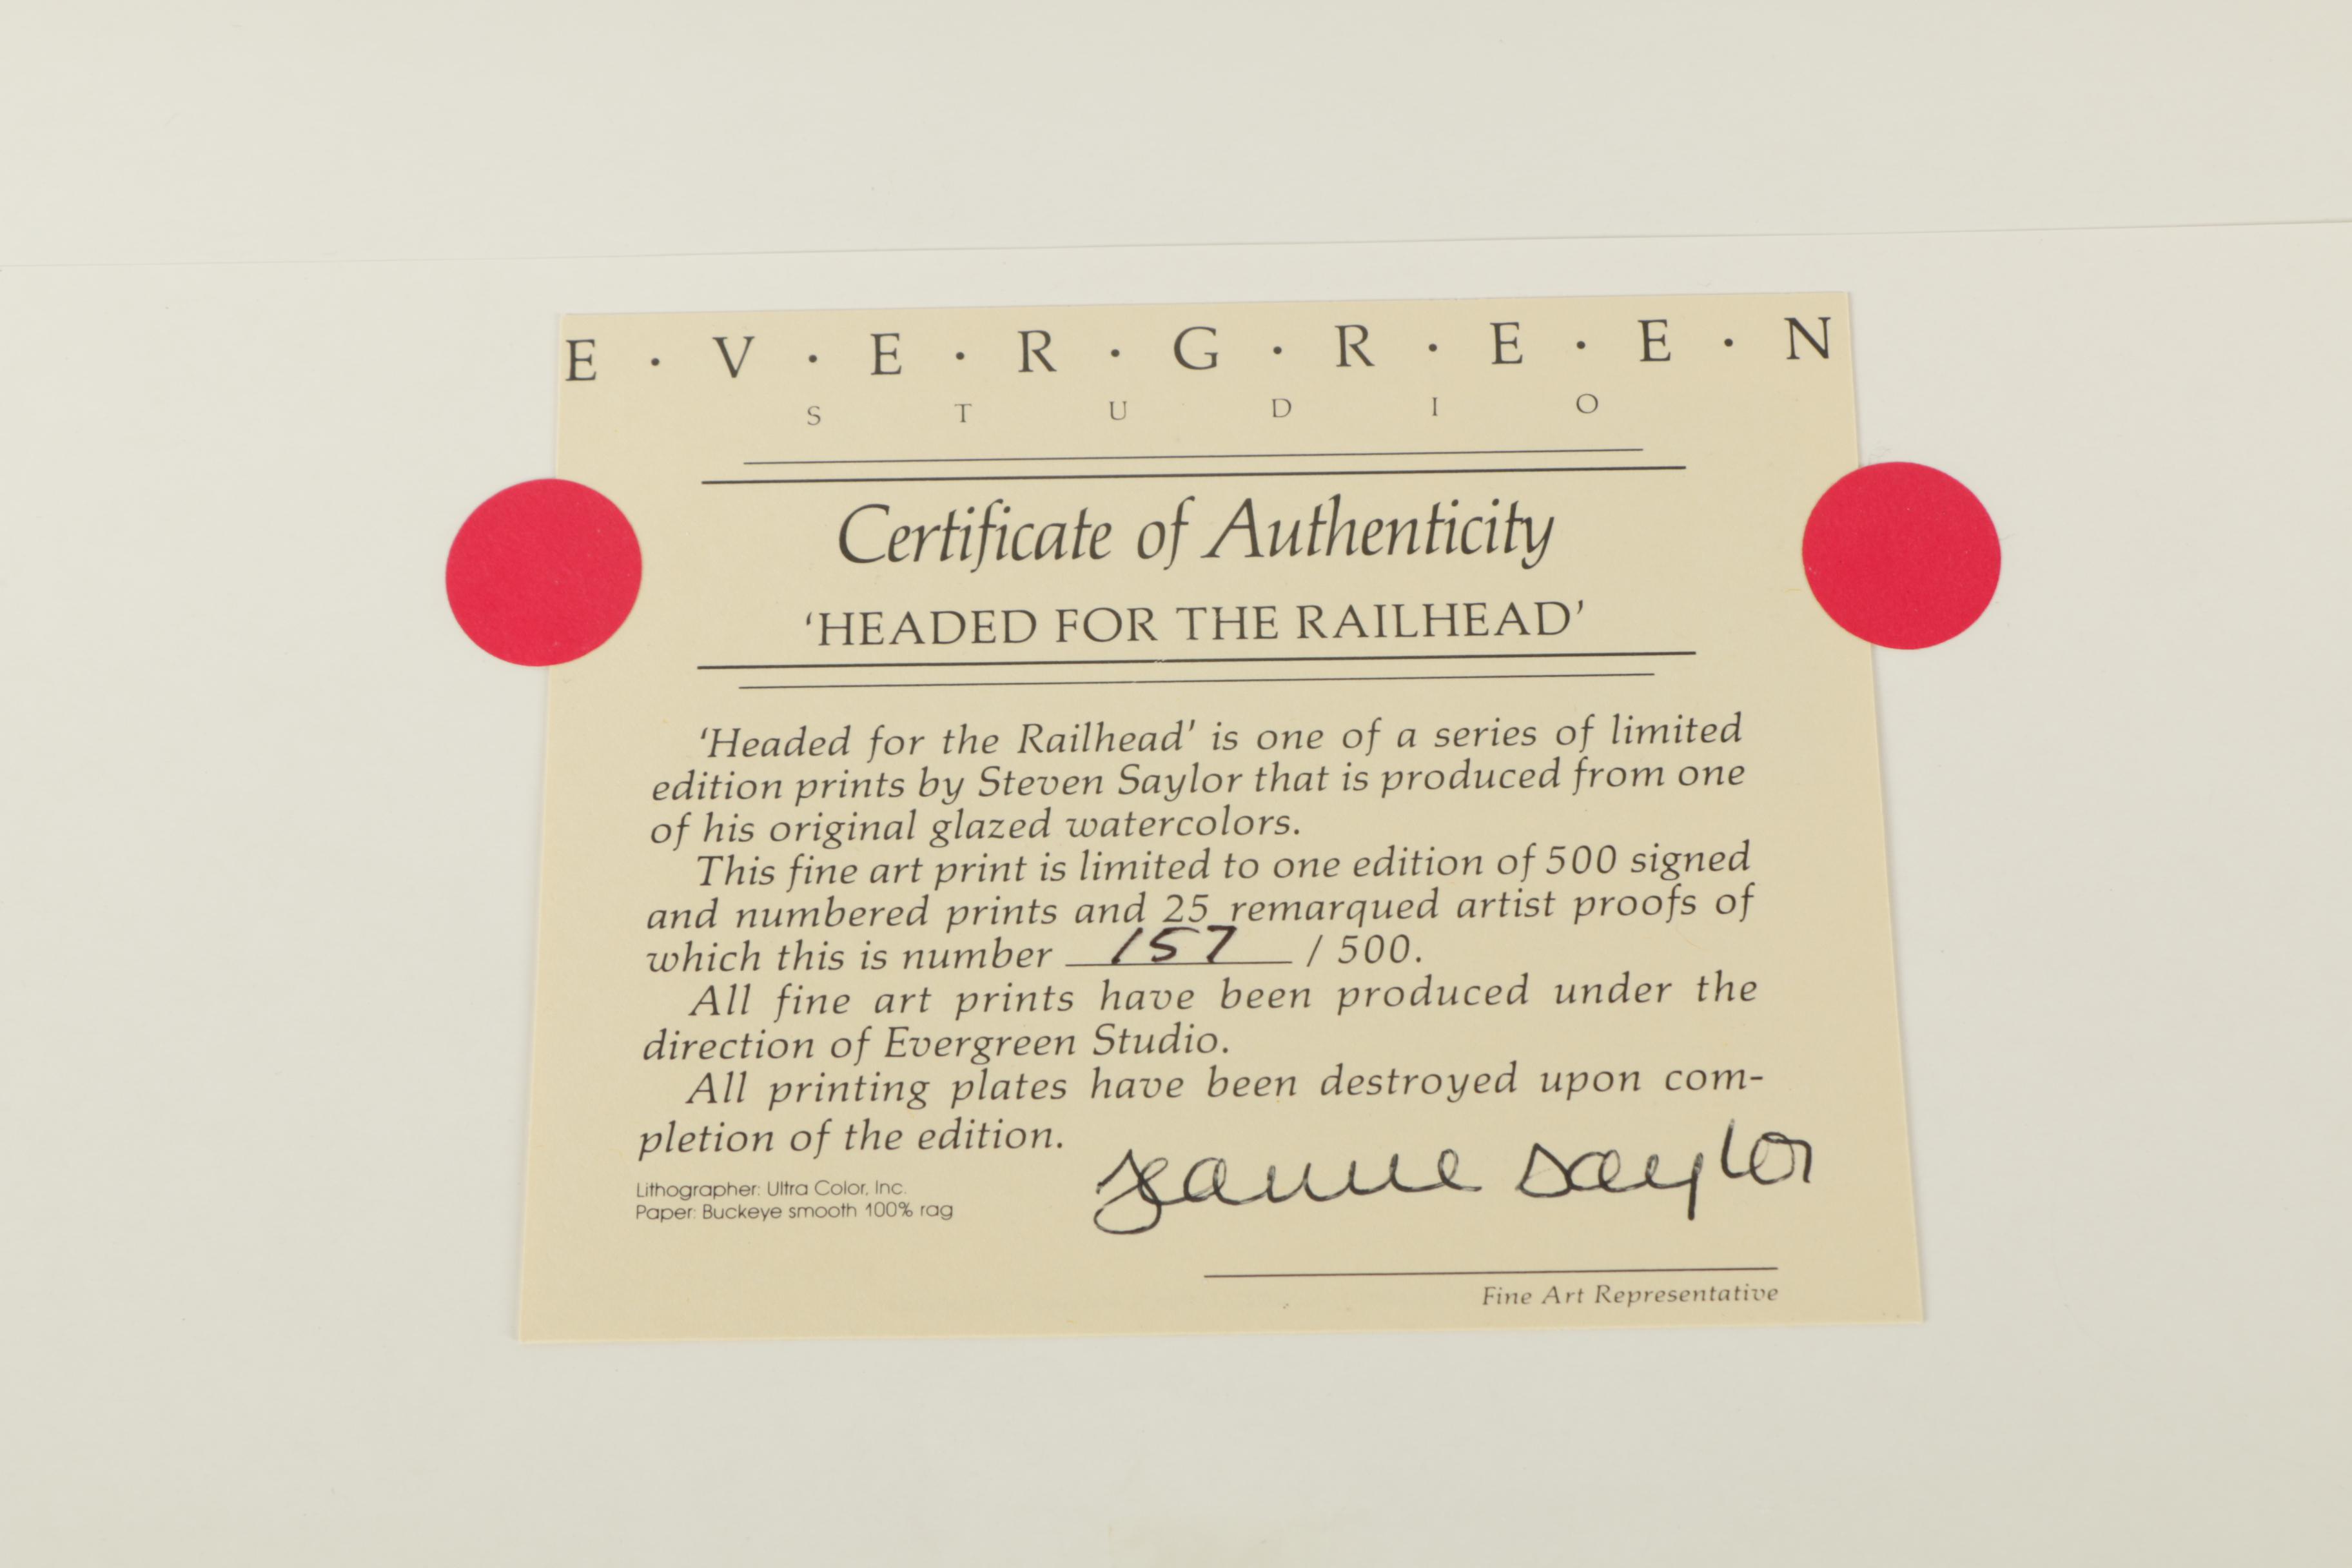 E·V·E·R·G·R·E·E·N
STUDIO
Certificate of Authenticity
'HEADED FOR THE RAILHEAD'
'Headed for the Railhead' is one of a series of limited
edition prints by Steven Saylor that is produced from one
of his original glazed watercolors.
This fine art print is limited to one edition of 500 signed
and numbered prints and 25 remarqued artist proofs of
which this is number 157 / 500.
All fine art prints have been produced under the
direction of Evergreen Studio.
All printing plates have been destroyed upon com-
pletion of the edition.
Jeanne Saylor
Lithographer: Ultra Color, Inc.
Paper: Buckeye smooth 100% rag
Fine Art Representative